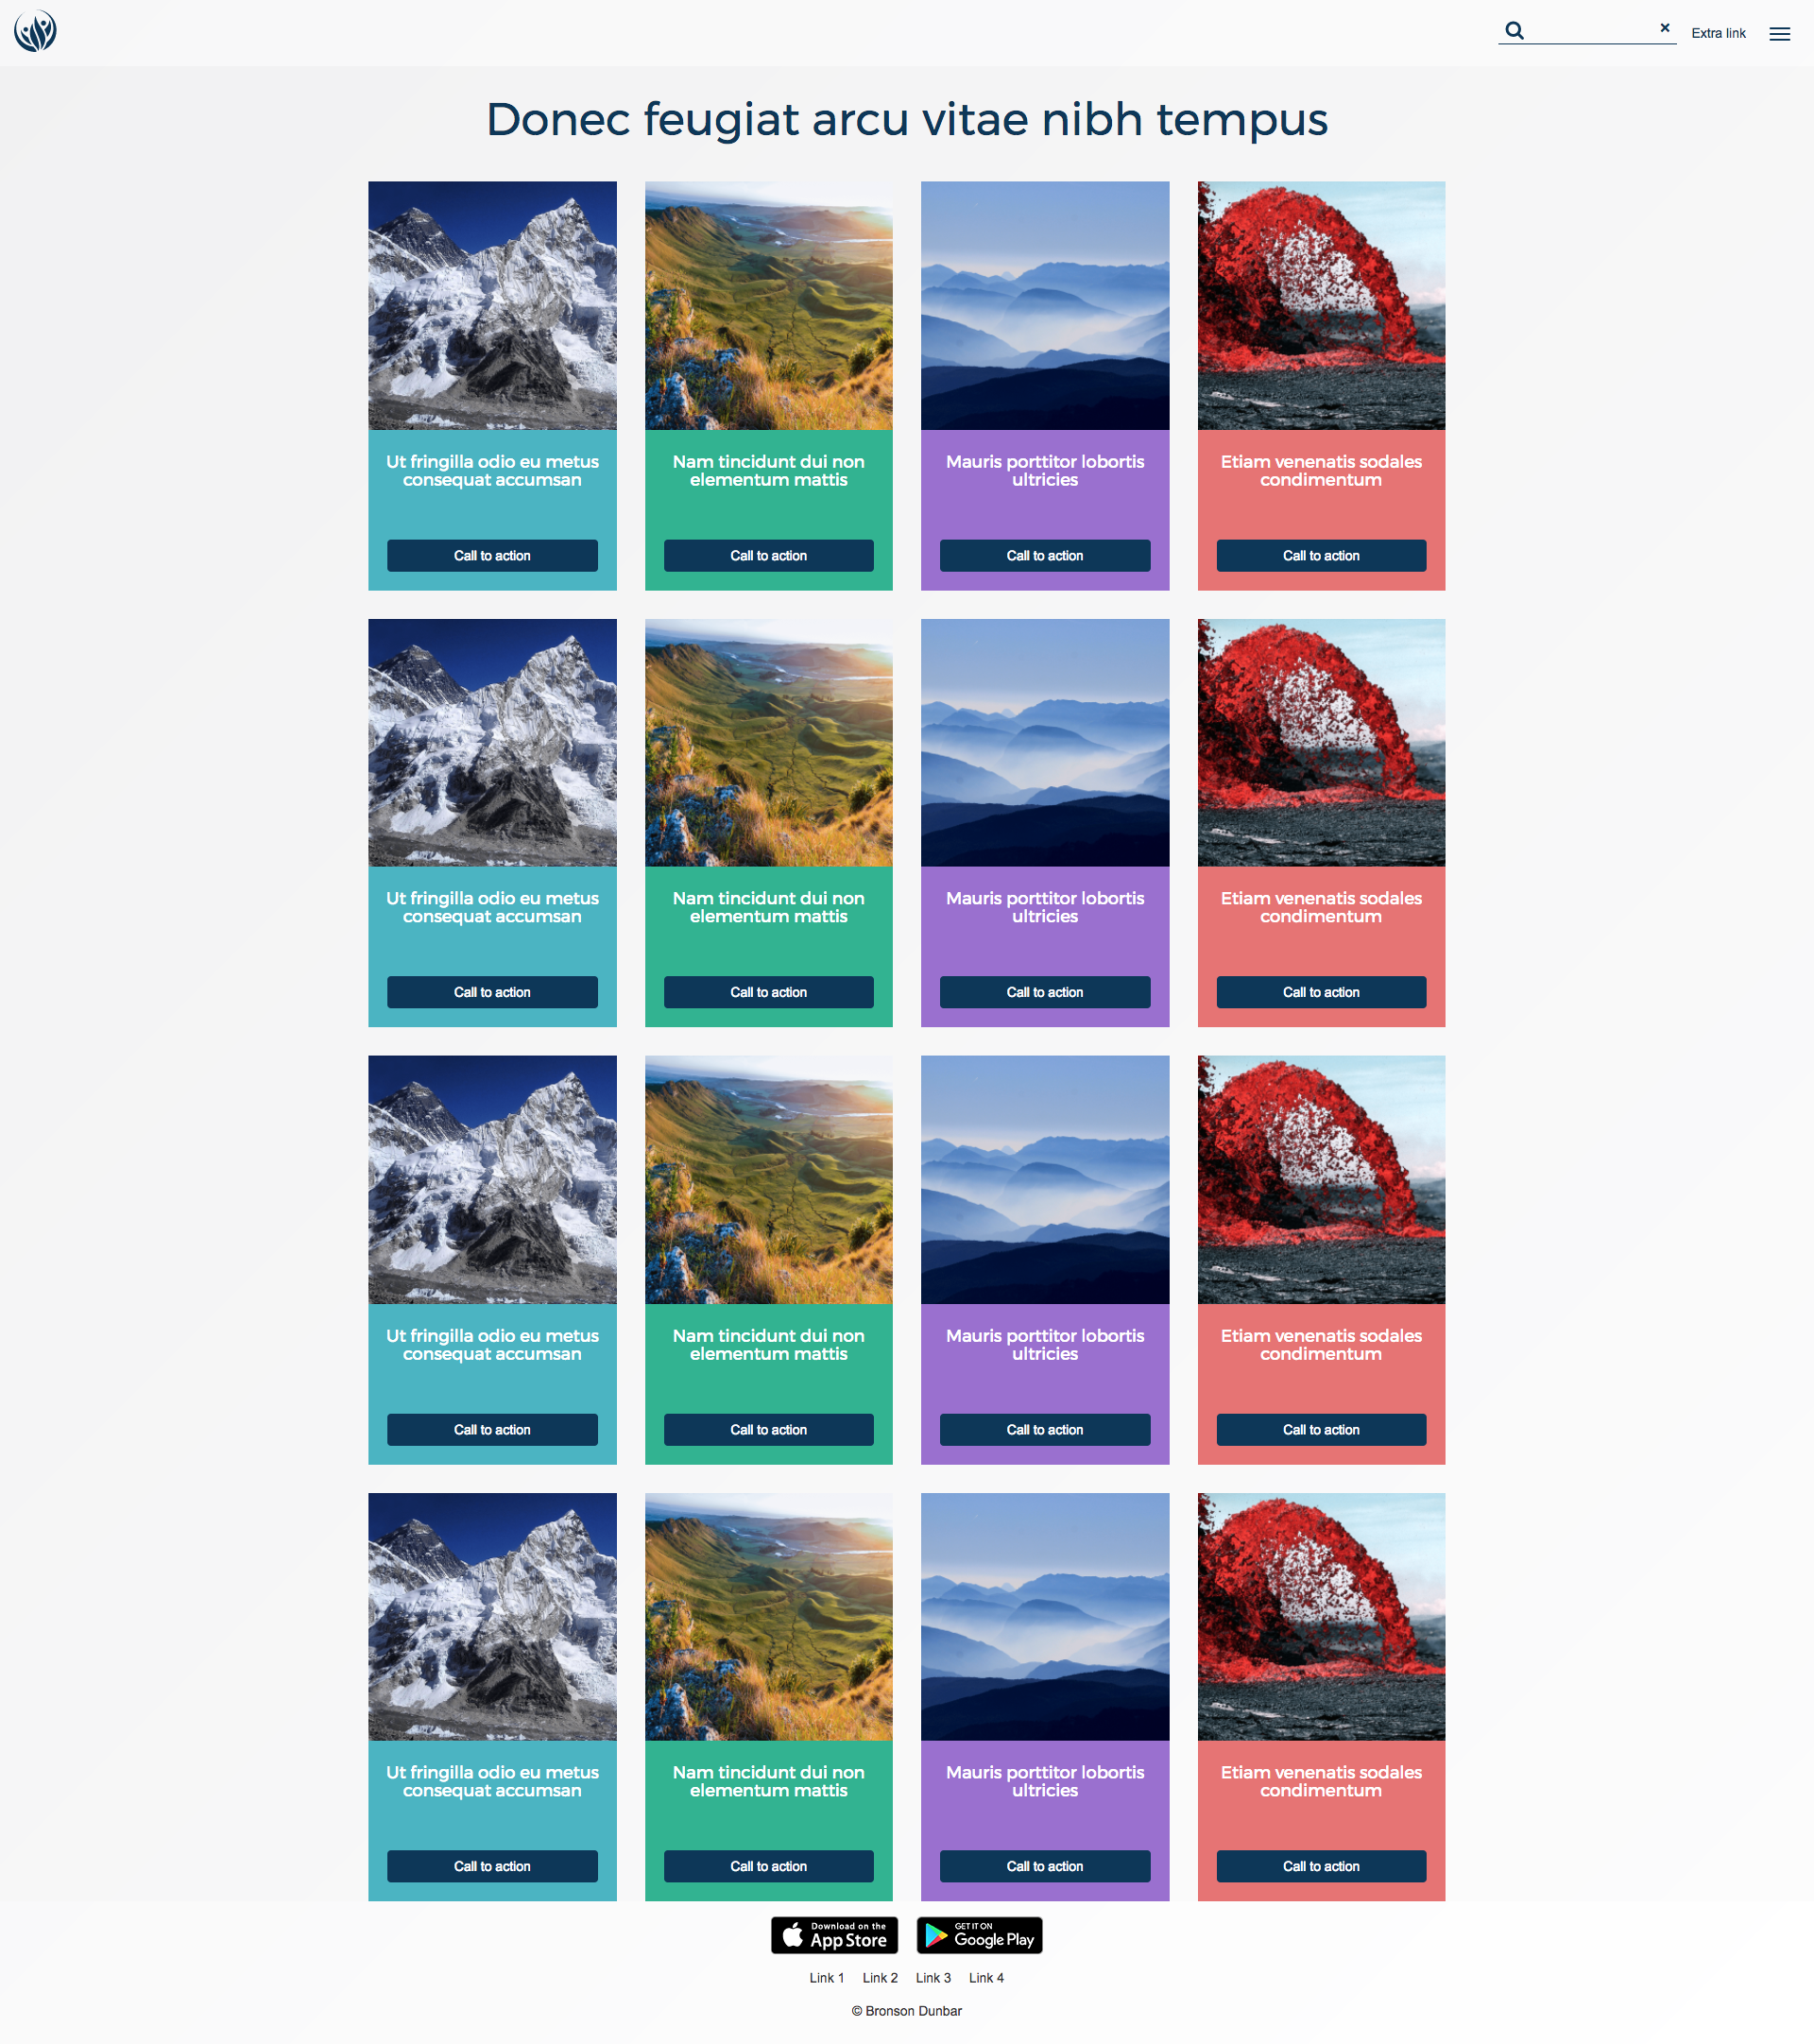 Extra link
Donec feugiat arcu vitae nibh tempus
Ut fringilla odio eu metus
consequat accumsan
Call to action
Nam tincidunt dui non
elementum mattis
Call to action
Mauris porttitor lobortis
ultricies
Call to action
Etiam venenatis sodales
condimentum
Call to action
Ut fringilla odio eu metus
consequat accumsan
Call to action
Nam tincidunt dui non
elementum mattis
Call to action
Mauris porttitor lobortis
ultricies
Call to action
Etiam venenatis sodales
condimentum
Call to action
Ut fringilla odio eu metus
consequat accumsan
Call to action
Nam tincidunt dui non
elementum mattis
Call to action
Mauris porttitor lobortis
ultricies
Call to action
Etiam venenatis sodales
condimentum
Call to action
Ut fringilla odio eu metus
consequat accumsan
Call to action
Nam tincidunt dui non
elementum mattis
Call to action
Mauris porttitor lobortis
ultricies
Call to action
Etiam venenatis sodales
condimentum
Call to action
Download on the
App Store
GET IT ON
Google Play
Link 1 Link 2 Link 3 Link 4
© Bronson Dunbar